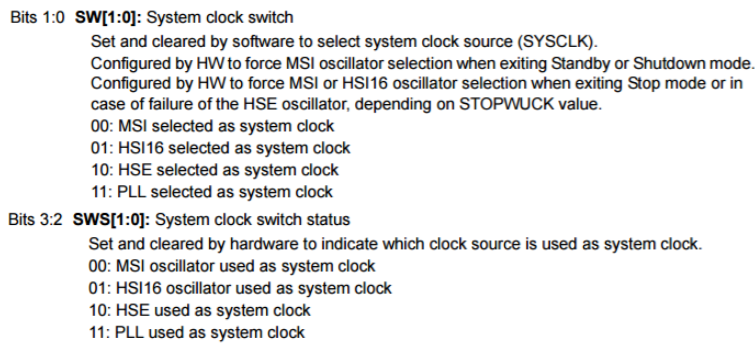 Bits 1:0 SW[1:0]: System clock switch
Set and cleared by software to select system clock source (SYSCLK).
Configured by HW to force MSI oscillator selection when exiting Standby or Shutdown mode.
Configured by HW to force MSI or HSI16 oscillator selection when exiting Stop mode or in
case of failure of the HSE oscillator, depending on STOPWUCK value.
00: MSI selected as system clock
01: HSI16 selected as system clock
10: HSE selected as system clock
11: PLL selected as system clock
Bits 3:2 SWS[1:0]: System clock switch status
Set and cleared by hardware to indicate which clock source is used as system clock.
00: MSI oscillator used as system clock
01: HSI16 oscillator used as system clock
10: HSE used as system clock
11: PLL used as system clock